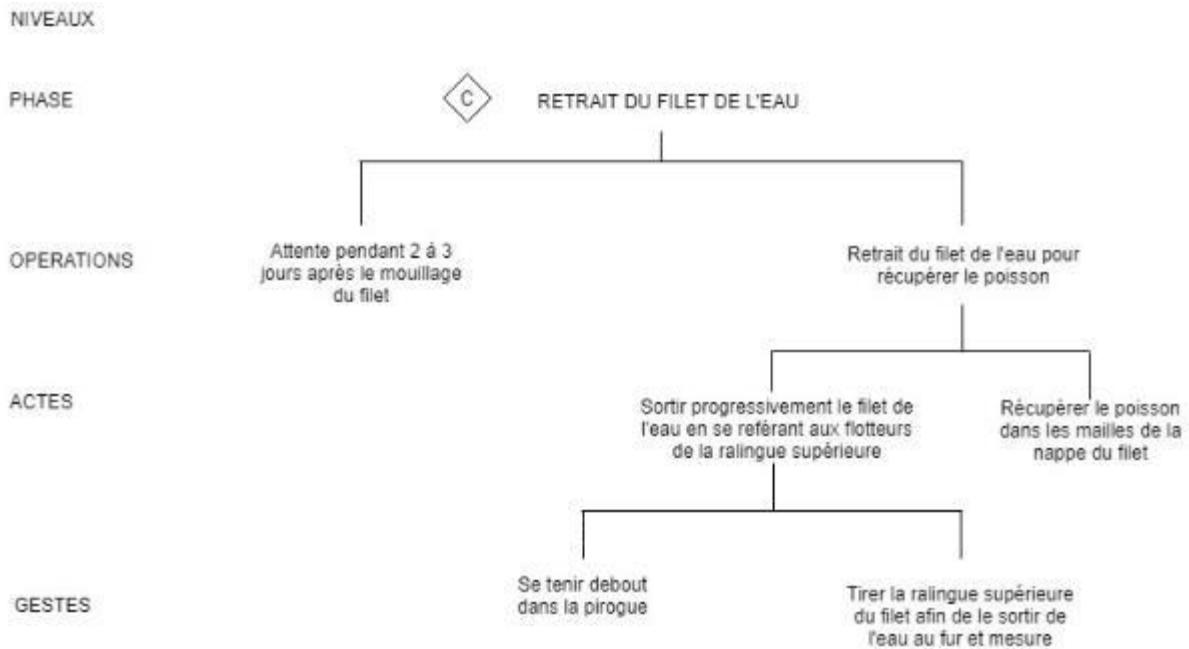 NIVEAUX
PHASE
C
RETRAIT DU FILET DE L'EAU
OPERATIONS
Attente pendant 2 à 3
jours après le mouillage
du filet
Retrait du filet de l'eau pour
récupérer le poisson
ACTES
Sortir progressivement le filet de
l'eau en se reférant aux flotteurs
de la ralingue supérieure
Récupérer le poisson
dans les mailles de la
nappe du filet
GESTES
Se tenir debout
dans la pirogue
Tirer la ralingue supérieure
du filet afin de le sortir de
l'eau au fur et mesure